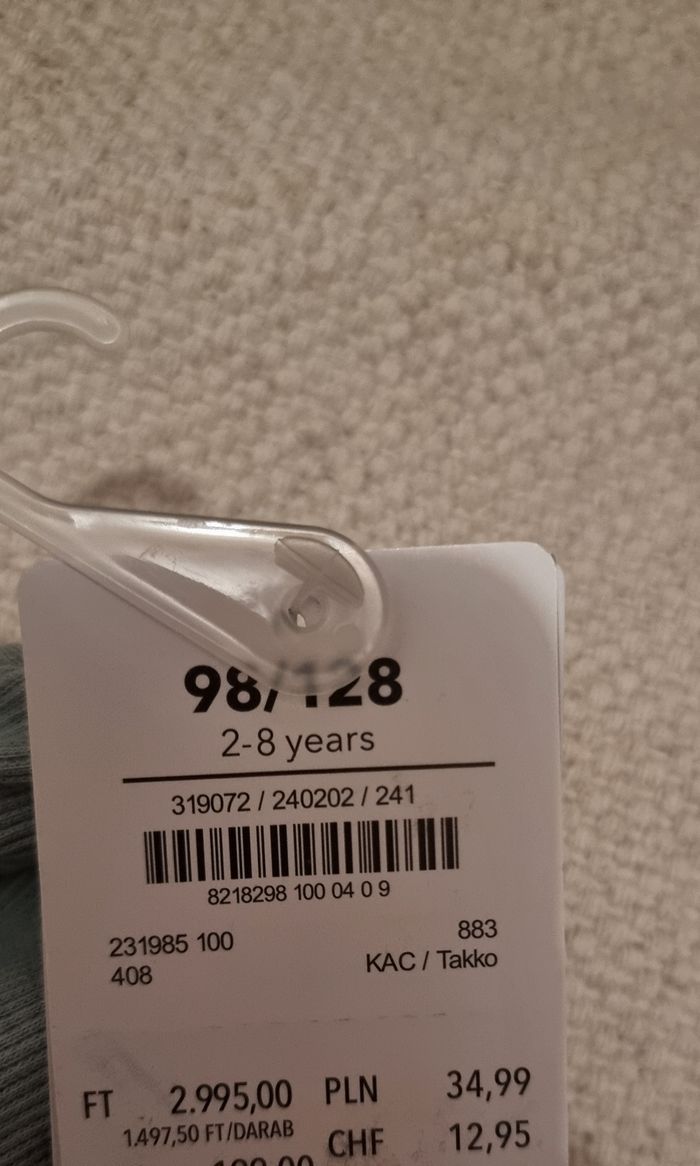 98/128
2-8 years
319072 / 240202 / 241
8218298 100 04 0 9
231985 100 883
408 KAC / Takko
FT 2.995,00 PLN 34,99
1.497,50 FT/DARAB CHF 12,95